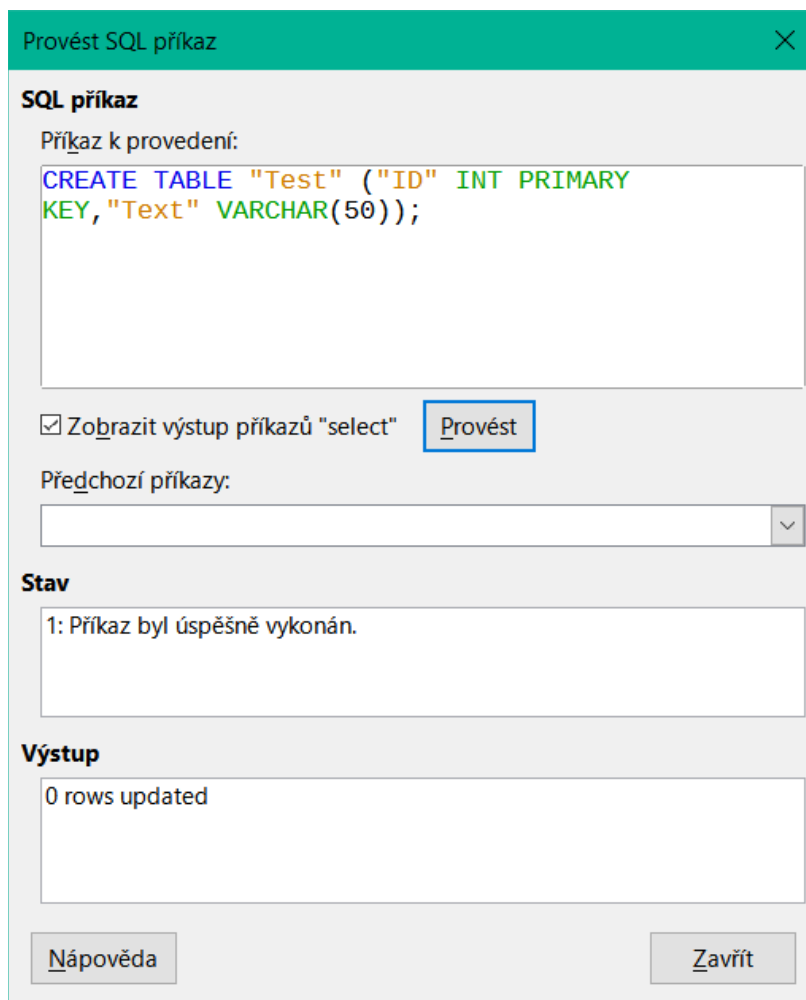 Provést SQL příkaz
SQL příkaz
Příkaz k provedení:
CREATE TABLE "Test" ("ID" INT PRIMARY
KEY,"Text" VARCHAR(50));
Zobrazit výstup příkazů "select"
Provést
Předchozí příkazy:
Stav
1: Příkaz byl úspěšně vykonán.
Výstup
0 rows updated
Nápověda
Zavřít